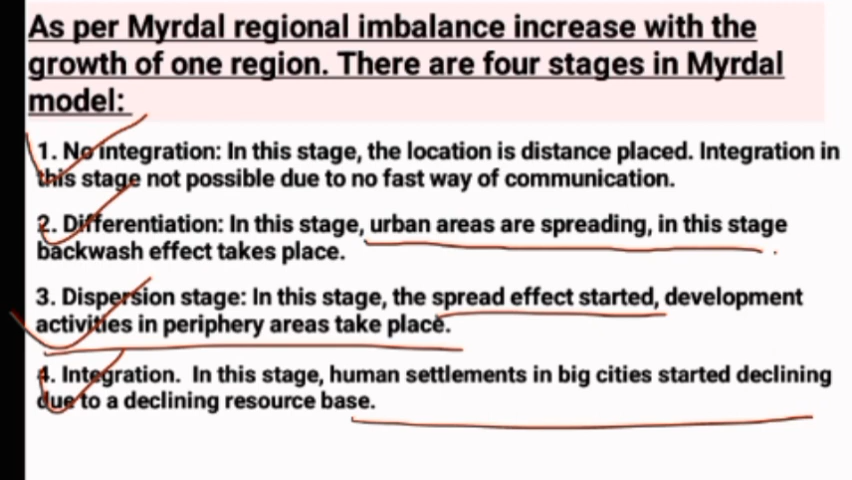 As per Myrdal regional imbalance increase with the
growth of one region. There are four stages in Myrdal
model:
1. No integration: In this stage, the location is distance placed. Integration in
this stage not possible due to no fast way of communication.
2. Differentiation: In this stage, urban areas are spreading, in this stage
backwash effect takes place.
3. Dispersion stage: In this stage, the spread effect started, development
activities in periphery areas take place.
4. Integration. In this stage, human settlements in big cities started declining
due to a declining resource base.